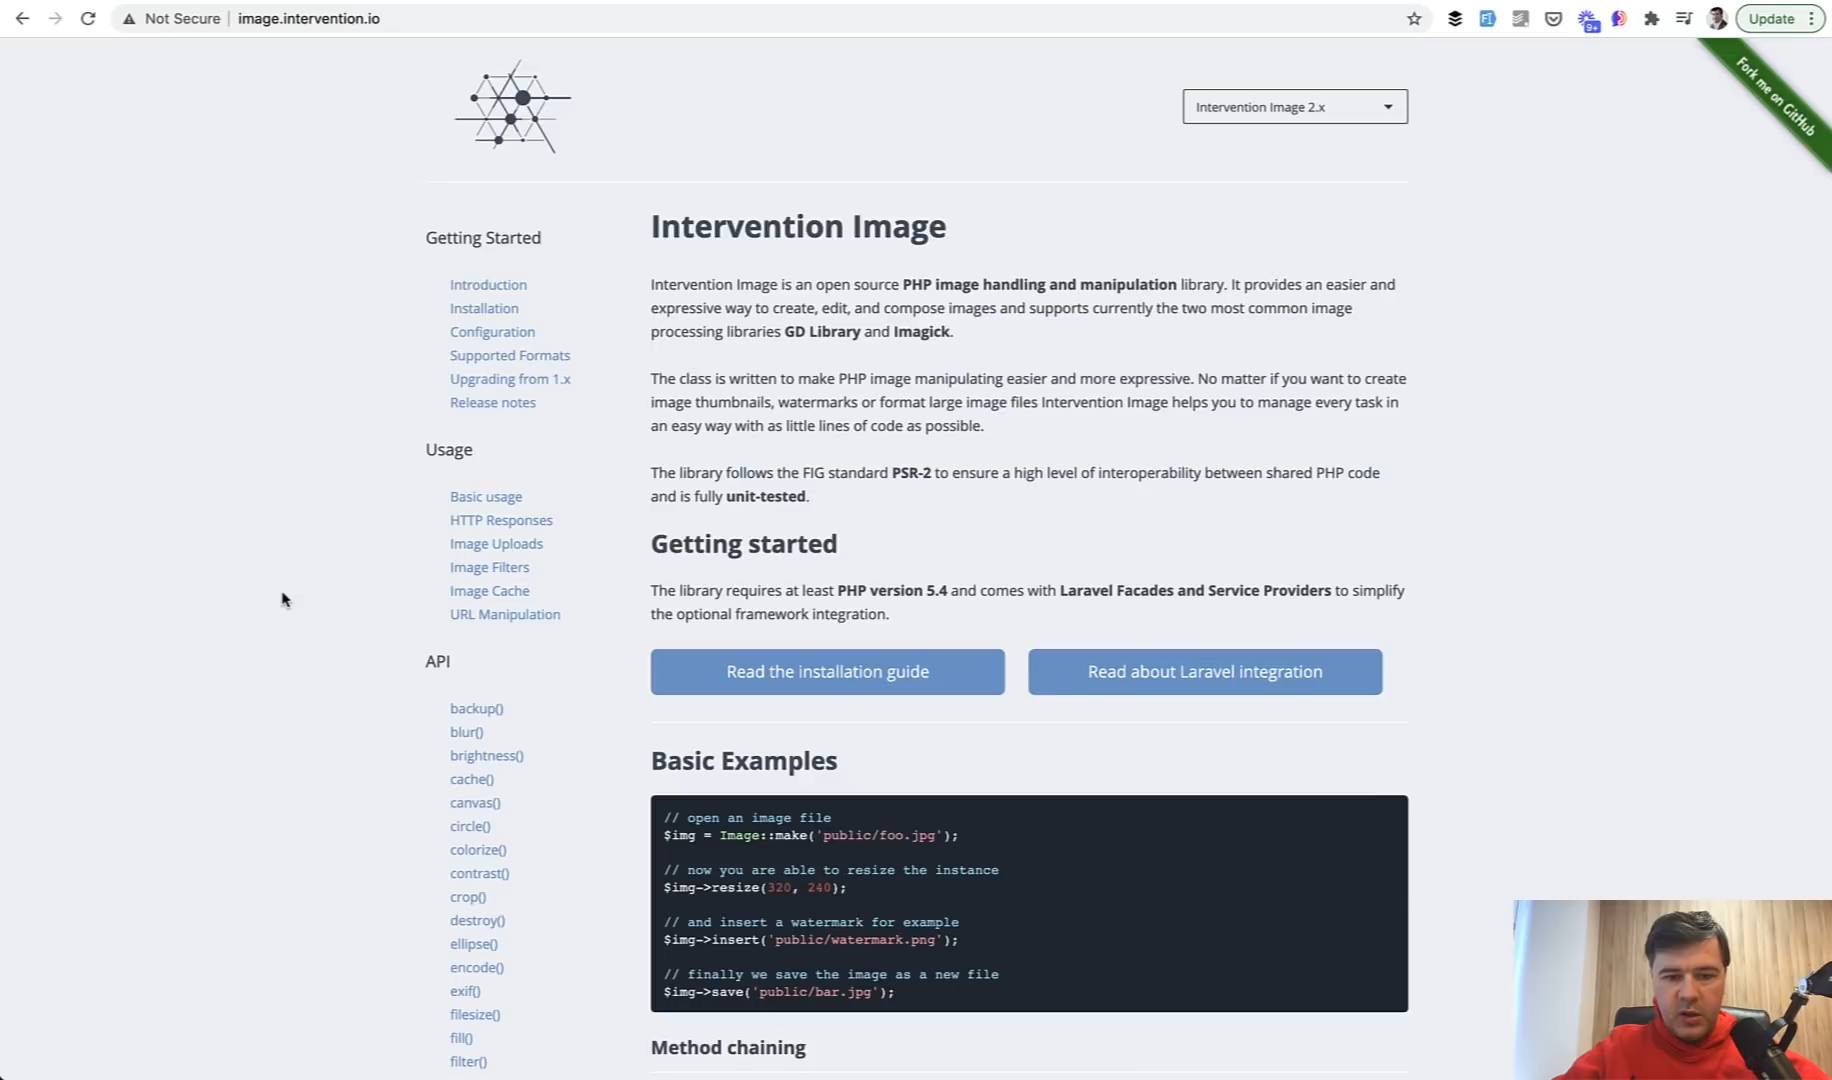 Not Secure
image.intervention.io
9+
Update
Fork me on GitHub
Intervention Image 2.x
Getting Started
Introduction
Installation
Configuration
Supported Formats
Upgrading from 1.x
Release notes
Usage
Basic usage
HTTP Responses
Image Uploads
Image Filters
Image Cache
URL Manipulation
API
backup()
blur()
brightness()
cache()
canvas()
circle()
colorize()
contrast()
crop()
destroy()
ellipse()
encode()
exif()
filesize()
fill()
filter()
Intervention Image
Intervention Image is an open source PHP image handling and manipulation library. It provides an easier and
expressive way to create, edit, and compose images and supports currently the two most common image
processing libraries GD Library and Imagick.
The class is written to make PHP image manipulating easier and more expressive. No matter if you want to create
image thumbnails, watermarks or format large image files Intervention Image helps you to manage every task in
an easy way with as little lines of code as possible.
The library follows the FIG standard PSR-2 to ensure a high level of interoperability between shared PHP code
and is fully unit-tested.
Getting started
The library requires at least PHP version 5.4 and comes with Laravel Facades and Service Providers to simplify
the optional framework integration.
Read the installation guide
Read about Laravel integration
Basic Examples
// open an image file
$img = Image::make('public/foo.jpg');
// now you are able to resize the instance
$img->resize(320, 240);
// and insert a watermark for example
$img->insert('public/watermark.png');
// finally we save the image as a new file
$img->save('public/bar.jpg');
Method chaining